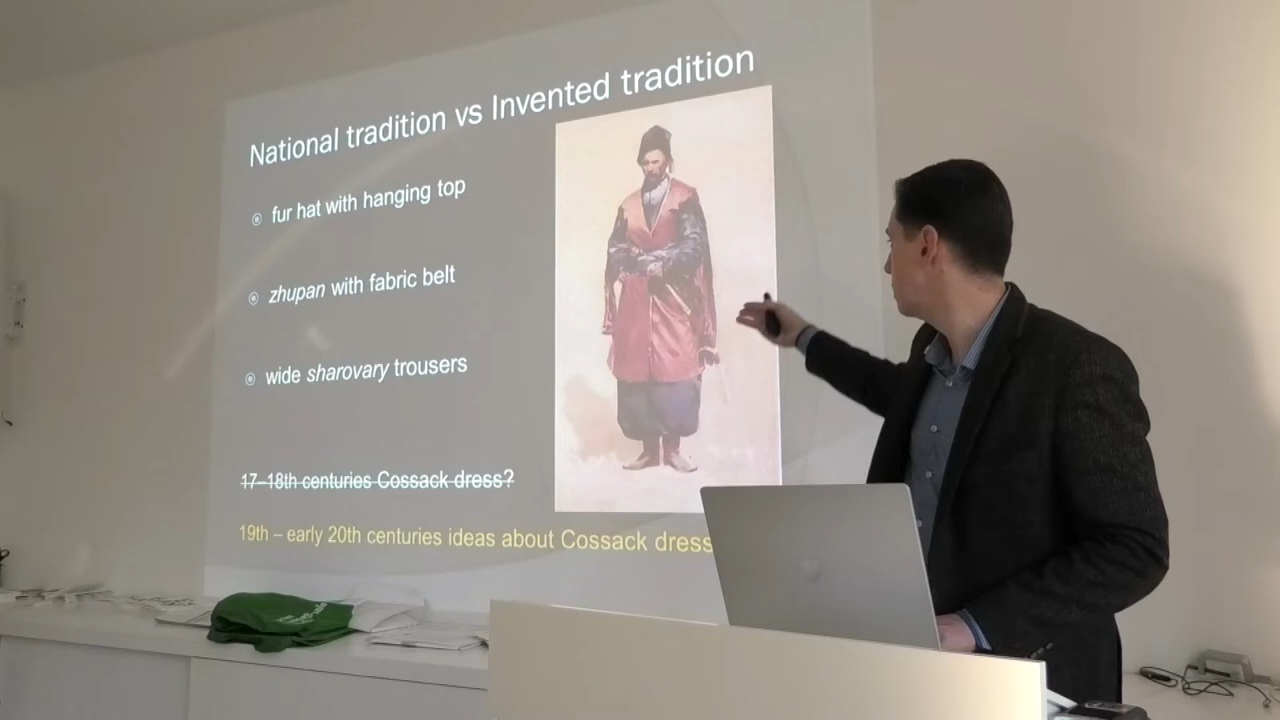 National tradition vs Invented tradition
fur hat with hanging top
zhupan with fabric belt
wide sharovary trousers
17–18th centuries Cossack dress?
19th – early 20th centuries ideas about Cossack dress